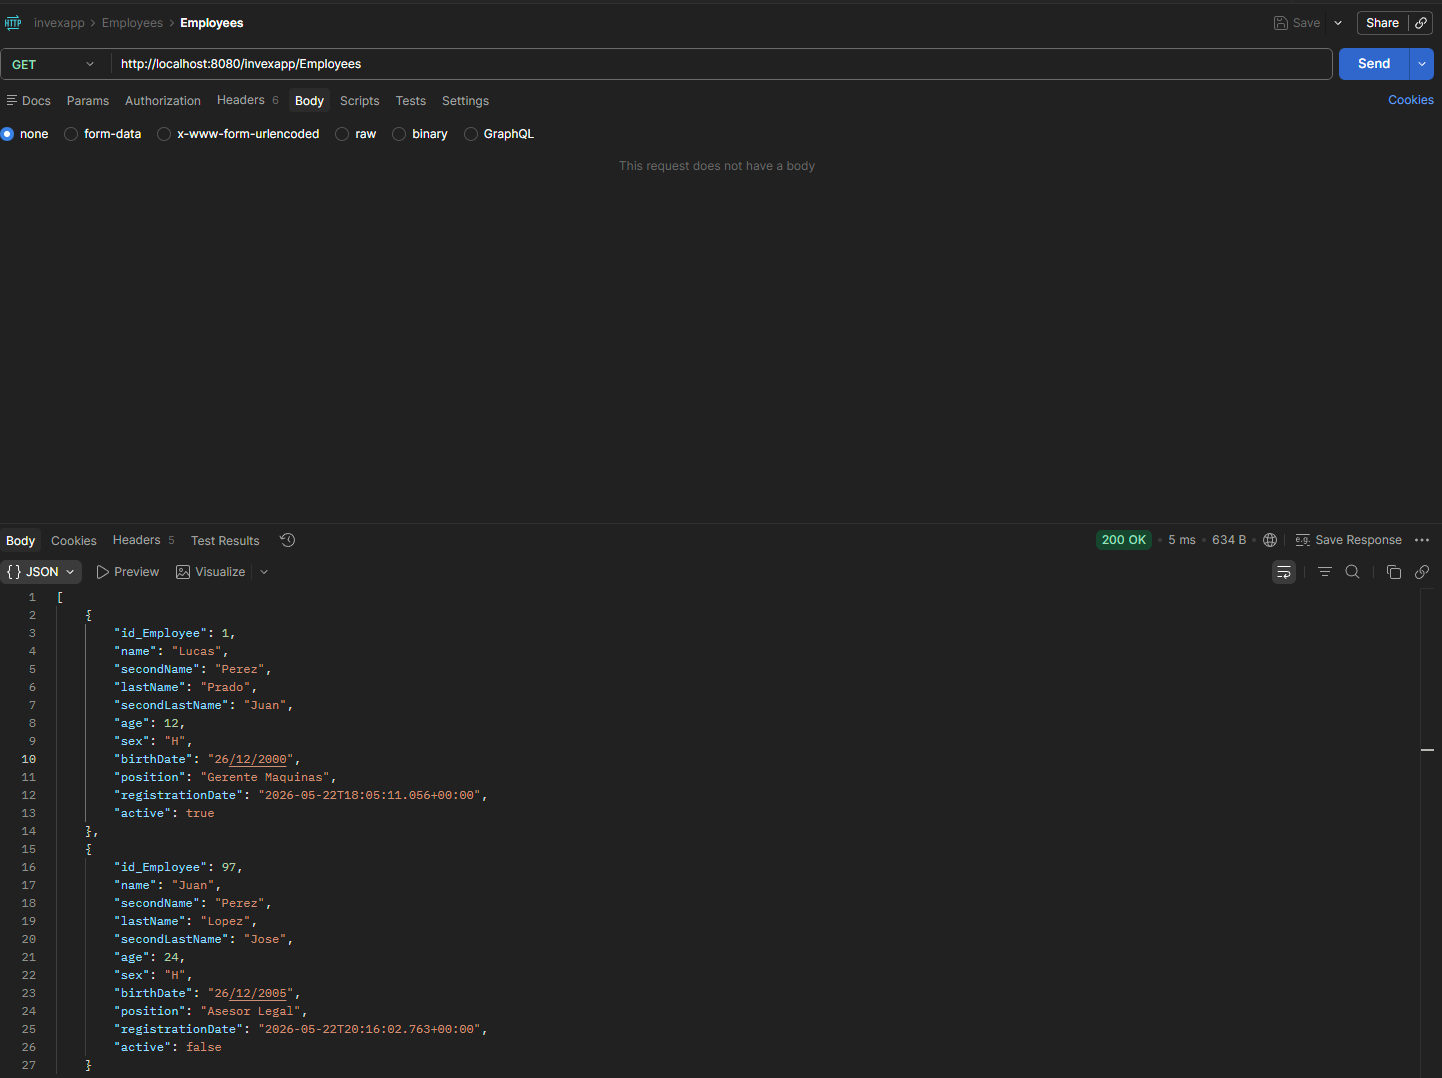 HTTP invexapp > Employees > Employees Save Share
GET http://localhost:8080/invexapp/Employees Send
Docs Params Authorization Headers 6 Body Scripts Tests Settings Cookies
none form-data x-www-form-urlencoded raw binary GraphQL
This request does not have a body
Body Cookies Headers 5 Test Results 200 OK • 5 ms • 634 B • e.g. Save Response
{ } JSON Preview Visualize
1 [
2 {
3 "id_Employee": 1,
4 "name": "Lucas",
5 "secondName": "Perez",
6 "lastName": "Prado",
7 "secondLastName": "Juan",
8 "age": 12,
9 "sex": "H",
10 "birthDate": "26/12/2000",
11 "position": "Gerente Maquinas",
12 "registrationDate": "2026-05-22T18:05:11.056+00:00",
13 "active": true
14 },
15 {
16 "id_Employee": 97,
17 "name": "Juan",
18 "secondName": "Perez",
19 "lastName": "Lopez",
20 "secondLastName": "Jose",
21 "age": 24,
22 "sex": "H",
23 "birthDate": "26/12/2005",
24 "position": "Asesor Legal",
25 "registrationDate": "2026-05-22T20:16:02.763+00:00",
26 "active": false
27 }